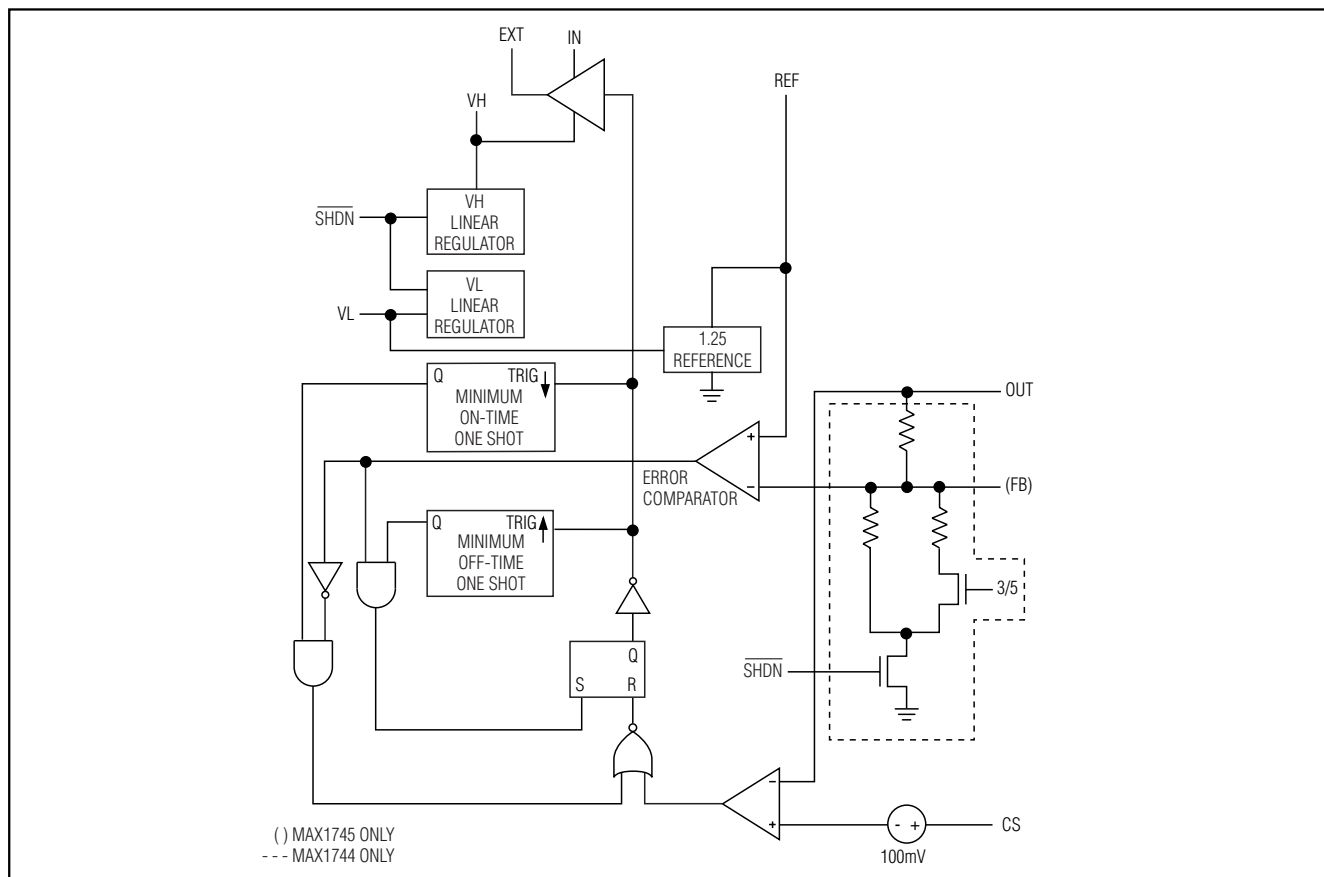 EXT
IN
REF
VH
SHDN
VH
LINEAR
REGULATOR
VL
LINEAR
REGULATOR
VL
1.25
REFERENCE
Q
TRIG
MINIMUM
ON-TIME
ONE SHOT
OUT
+
-
ERROR
COMPARATOR
(FB)
Q
TRIG
MINIMUM
OFF-TIME
ONE SHOT
3/5
Q
S
R
SHDN
-
+
- +
CS
100mV
( ) MAX1745 ONLY
- - - MAX1744 ONLY